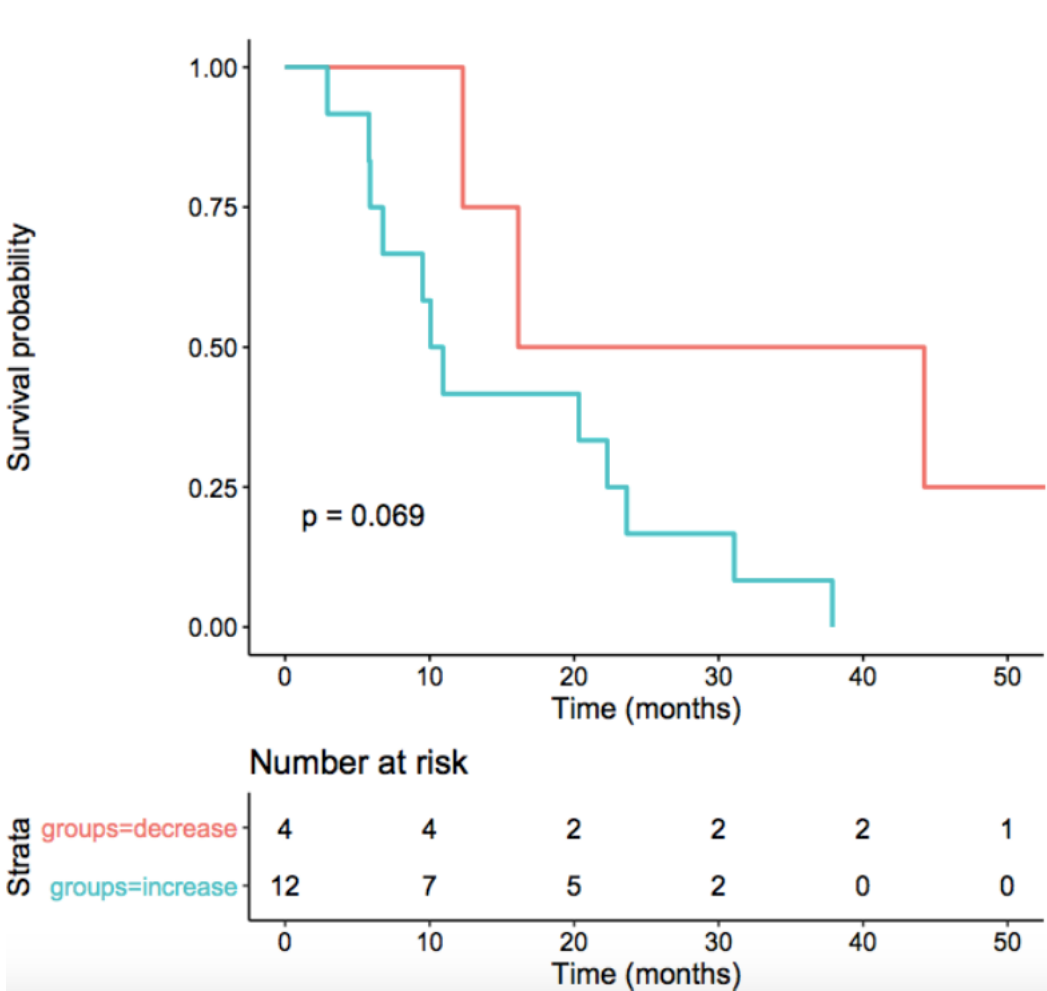 Survival probability
1.00
0.75
0.50
0.25
0.00
p = 0.069
0 10 20 30 40 50
Time (months)
Number at risk
Strata
groups=decrease 4 4 2 2 2 1
groups=increase 12 7 5 2 0 0
0 10 20 30 40 50
Time (months)